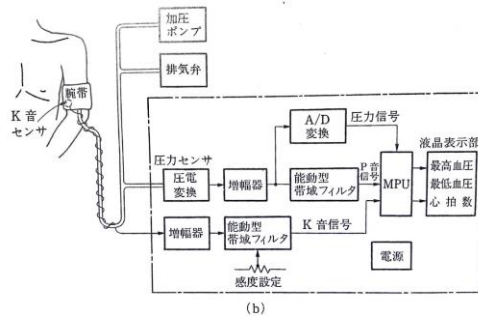 加圧
ポンプ
排気弁
腕帯
K音
センサ
圧力センサ
圧電
変換
増幅器
A/D
変換
圧力信号
能動型
帯域フィルタ
P音
信号
MPU
液晶表示部
最高血圧
最低血圧
心拍数
増幅器
能動型
帯域フィルタ
K音信号
感度設定
電源
(b)